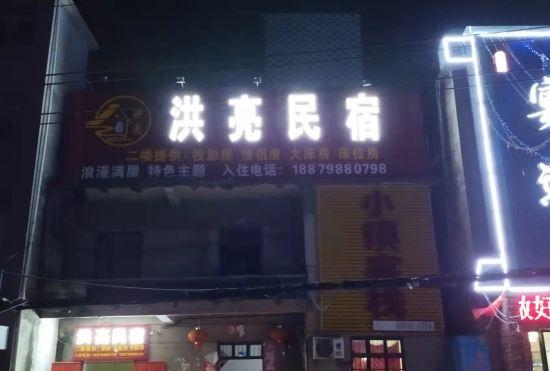 洪亮民宿
二楼提供：投影房 情侣房 大床房 床位房
浪漫满屋 特色主题 入住电话：18879880798
小镇客栈
洪亮民宿